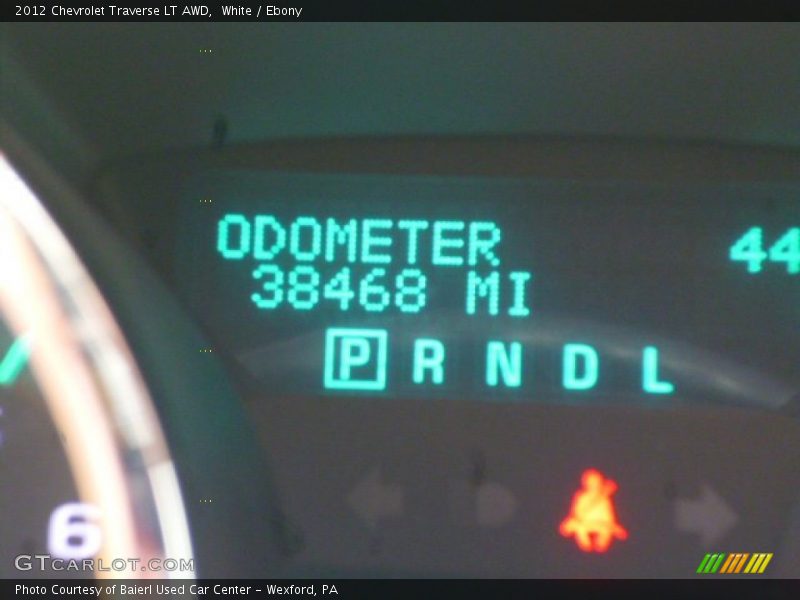 2012 Chevrolet Traverse LT AWD,  White / Ebony
ODOMETER
44
38468 MI
P R N D L
6
GTCARLOT.COM
Photo Courtesy of Baierl Used Car Center - Wexford, PA